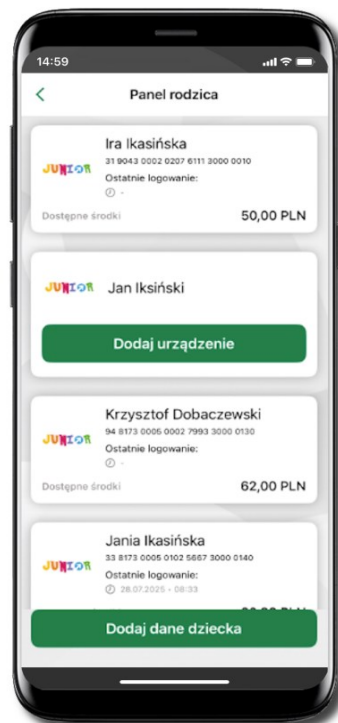 14:59
Panel rodzica
Ira Ikasińska
31 9043 0002 0207 6111 3000 0010
JUNIOR
Ostatnie logowanie:
-
Dostępne środki 50,00 PLN
JUNIOR Jan Iksiński
Dodaj urządzenie
Krzysztof Dobaczewski
94 8173 0005 0002 7993 3000 0130
JUNIOR
Ostatnie logowanie:
-
Dostępne środki 62,00 PLN
Jania Ikasińska
33 8173 0005 0102 5667 3000 0140
JUNIOR
Ostatnie logowanie:
28.07.2025 - 08:33
Dodaj dane dziecka